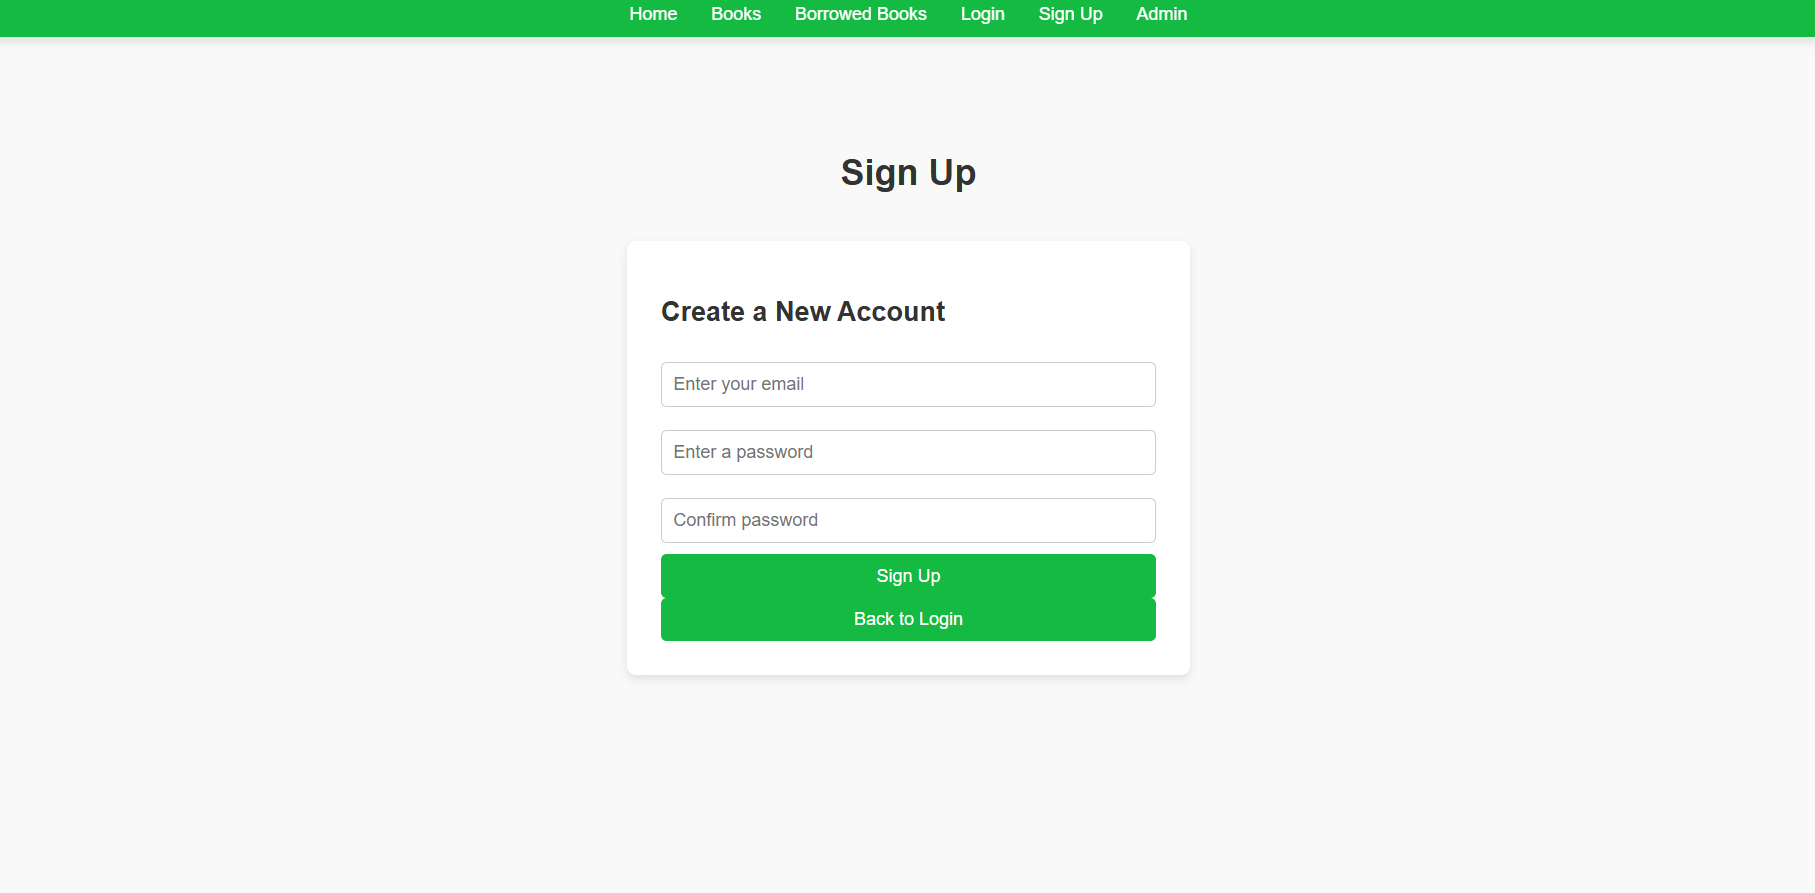 Home Books Borrowed Books Login Sign Up Admin
Sign Up
Create a New Account
Enter your email
Enter a password
Confirm password
Sign Up
Back to Login